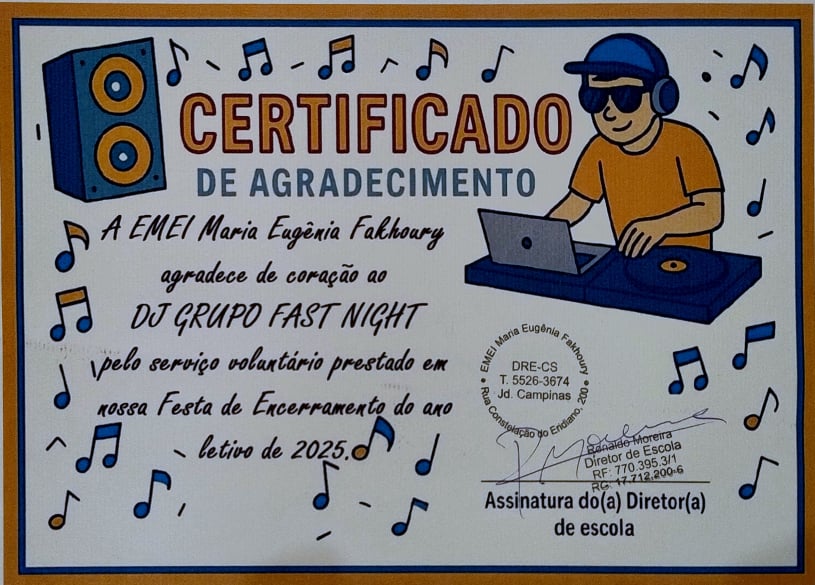 CERTIFICADO
DE AGRADECIMENTO
A EMEI Maria Eugênia Fakhoury
agradece de coração ao
DJ GRUPO FAST NIGHT
pelo serviço voluntário prestado em
nossa Festa de Encerramento do ano
letivo de 2025.
EMEI Maria Eugênia Fakhoury
DRE-CS
T. 5526-3674
Jd. Campinas
Rua Constelação do Eridiano, 200
Ronaldo Moreira
Diretor de Escola
RF: 770.395.3/1
RG: 17.712.200-6
Assinatura do(a) Diretor(a)
de escola